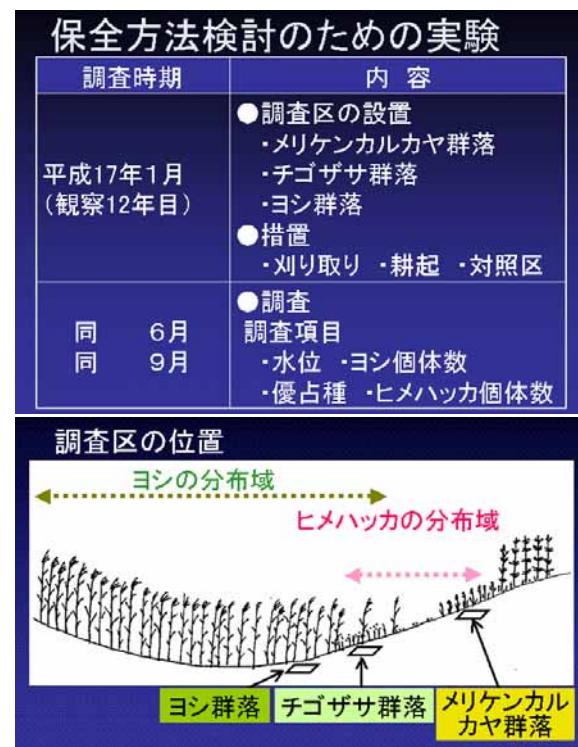 保全方法検討のための実験
調査時期
内 容
平成17年1月
(観察12年目)
●調査区の設置
・メリケンカルカヤ群落
・チゴザサ群落
・ヨシ群落
●措置
・刈り取り ・耕起 ・対照区
同 6月
同 9月
●調査
調査項目
・水位 ・ヨシ個体数
・優占種 ・ヒメハッカ個体数
調査区の位置
ヨシの分布域
ヒメハッカの分布域
ヨシ群落
チゴザサ群落
メリケンカル
カヤ群落